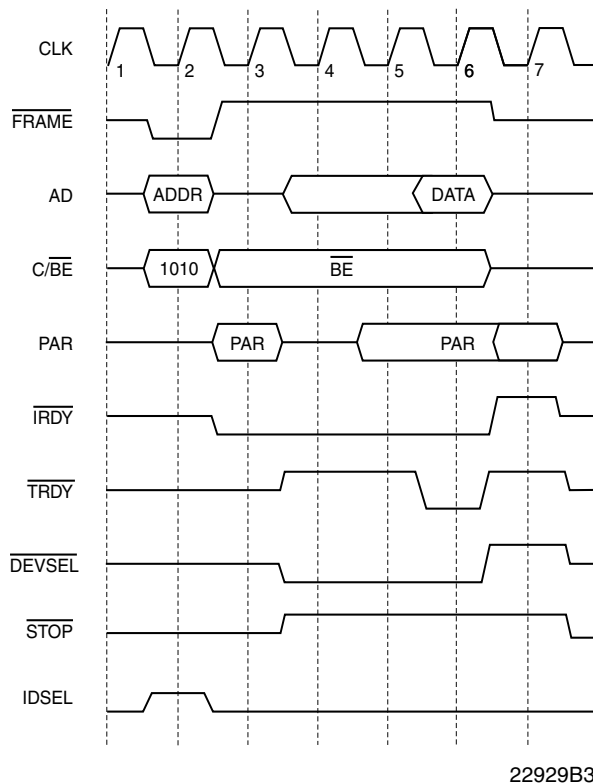 CLK
1 2 3 4 5 6 7
FRAME
AD
ADDR
DATA
C/BE
1010
BE
PAR
PAR
PAR
IRDY
TRDY
DEVSEL
STOP
IDSEL
22929B3